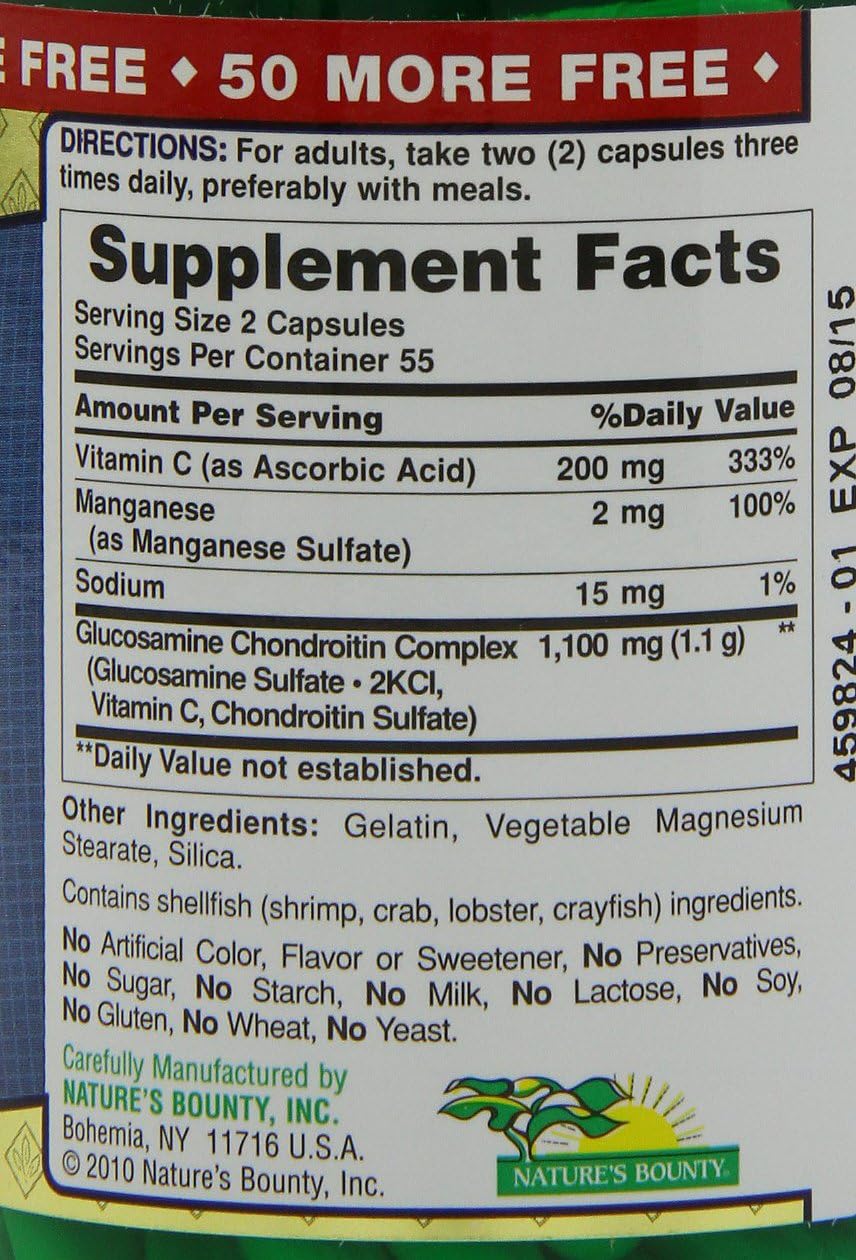 FREE ♦ 50 MORE FREE ♦
DIRECTIONS: For adults, take two (2) capsules three
times daily, preferably with meals.
Supplement Facts
Serving Size 2 Capsules
Servings Per Container 55
Amount Per Serving %Daily Value
Vitamin C (as Ascorbic Acid) 200 mg 333%
Manganese 2 mg 100%
(as Manganese Sulfate)
Sodium 15 mg 1%
Glucosamine Chondroitin Complex 1,100 mg (1.1 g) **
(Glucosamine Sulfate • 2KCl,
Vitamin C, Chondroitin Sulfate)
**Daily Value not established.
Other Ingredients: Gelatin, Vegetable Magnesium
Stearate, Silica.
Contains shellfish (shrimp, crab, lobster, crayfish) ingredients.
No Artificial Color, Flavor or Sweetener, No Preservatives,
No Sugar, No Starch, No Milk, No Lactose, No Soy,
No Gluten, No Wheat, No Yeast.
Carefully Manufactured by
NATURE'S BOUNTY, INC.
Bohemia, NY 11716 U.S.A.
© 2010 Nature's Bounty, Inc.
NATURE'S BOUNTY®
459824 - 01 EXP 08/15